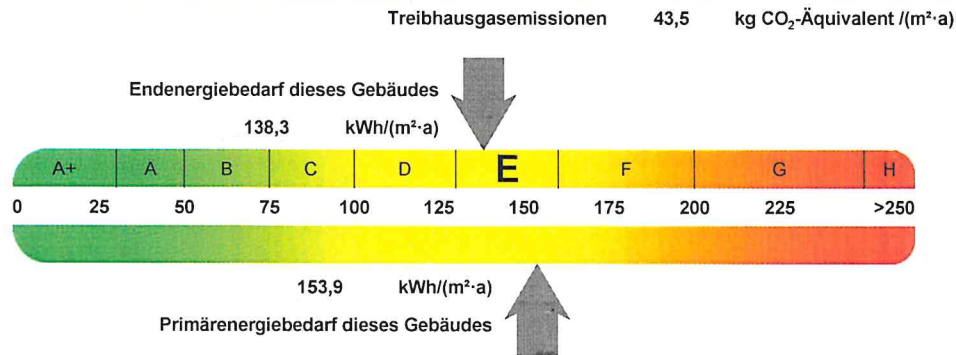 Treibhausgasemissionen 43,5 kg CO₂-Äquivalent /(m²·a)
Endenergiebedarf dieses Gebäudes
138,3 kWh/(m²·a)
A+ A B C D E F G H
0 25 50 75 100 125 150 175 200 225 >250
153,9 kWh/(m²·a)
Primärenergiebedarf dieses Gebäudes